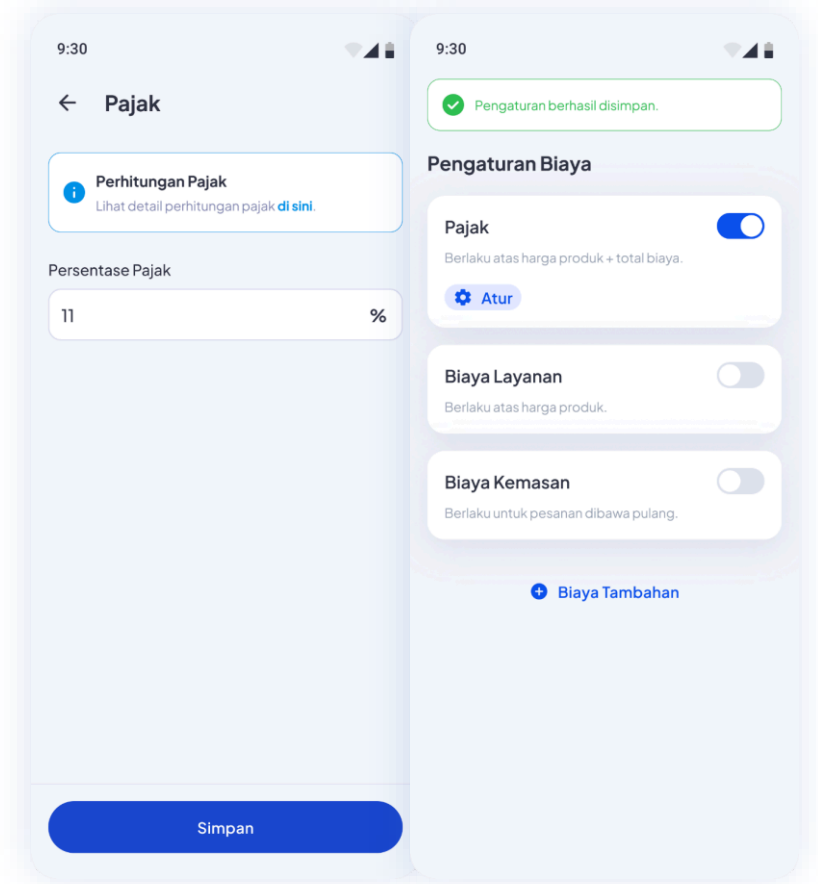 9:30
Pajak
Perhitungan Pajak
Lihat detail perhitungan pajak di sini.
Persentase Pajak
11 %
Simpan
9:30
Pengaturan berhasil disimpan.
Pengaturan Biaya
Pajak
Berlaku atas harga produk + total biaya.
Atur
Biaya Layanan
Berlaku atas harga produk.
Biaya Kemasan
Berlaku untuk pesanan dibawa pulang.
Biaya Tambahan